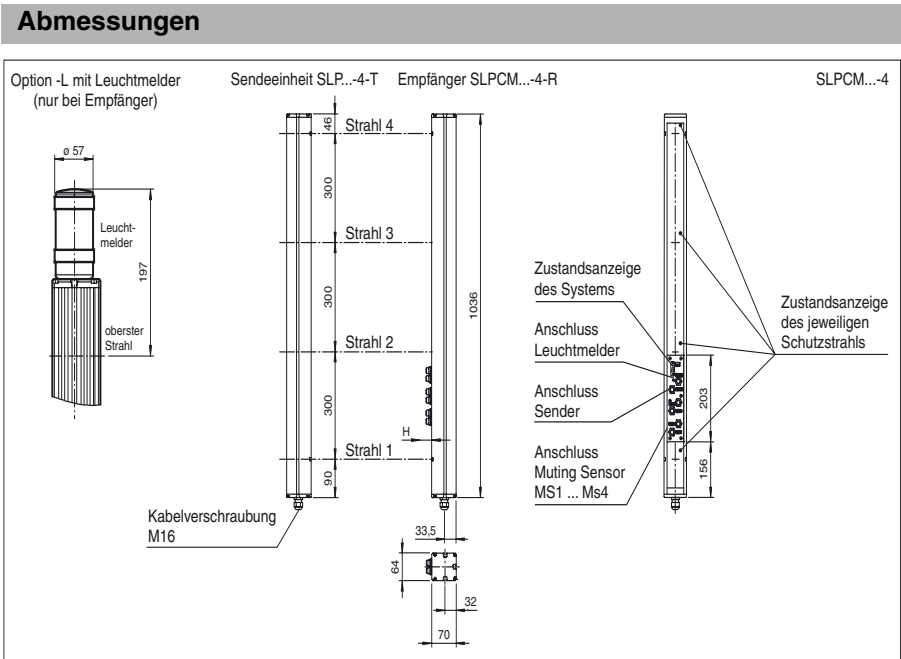 Abmessungen
Option -L mit Leuchtmelder
(nur bei Empfänger)
Sendeeinheit SLP...-4-T
Empfänger SLPCM...-4-R
SLPCM...-4
ø 57
Leucht-
melder
197
oberster
Strahl
46
Strahl 4
300
Strahl 3
300
Strahl 2
300
Strahl 1
90
H
1036
Kabelverschraubung
M16
33,5
64
32
70
Zustandsanzeige
des Systems
Anschluss
Leuchtmelder
Anschluss
Sender
Anschluss
Muting Sensor
MS1 ... Ms4
203
156
Zustandsanzeige
des jeweiligen
Schutzstrahls